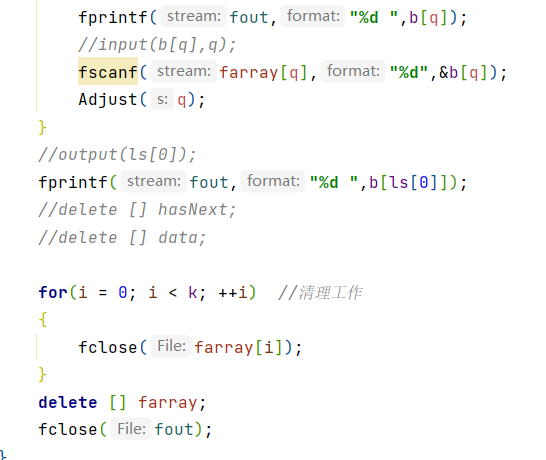 fprintf( stream: fout, format: "%d ",b[q]);
//input(b[q],q);
fscanf( stream: farray[q], format: "%d",&b[q]);
Adjust( s: q);
}
//output(ls[0]);
fprintf( stream: fout, format: "%d ",b[ls[0]]);
//delete [] hasNext;
//delete [] data;
for(i = 0; i < k; ++i)  //清理工作
{
fclose( File: farray[i]);
}
delete [] farray;
fclose( File: fout);
}